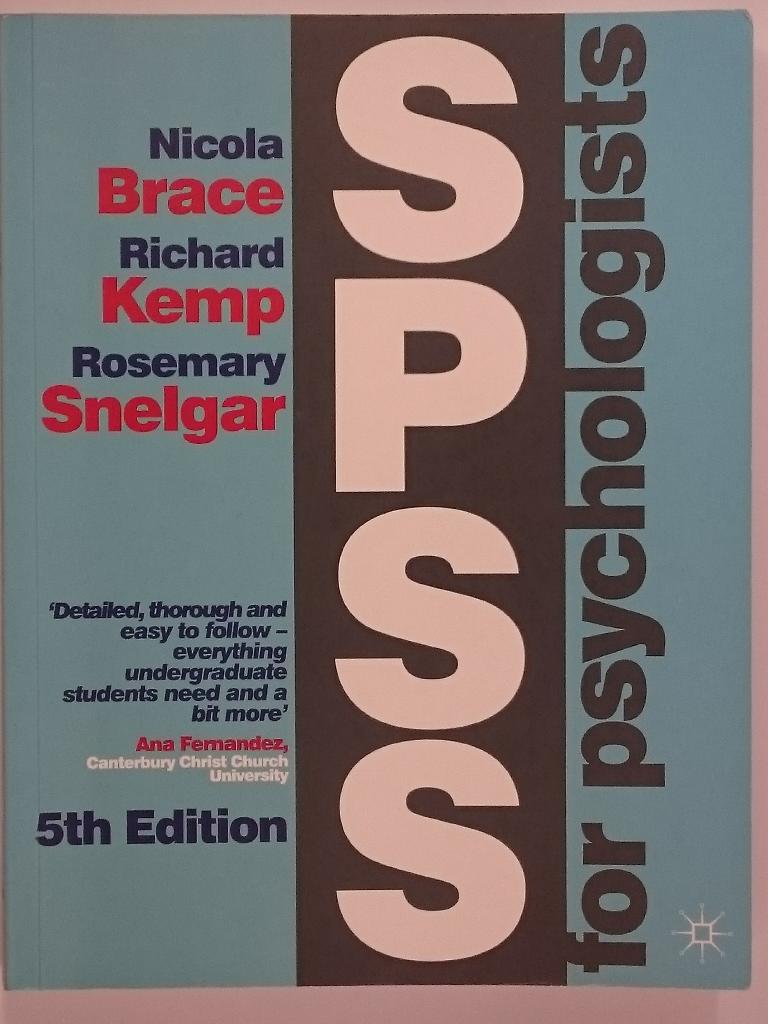 Nicola
Brace
Richard
Kemp
Rosemary
Snelgar
'Detailed, thorough and
easy to follow –
everything
undergraduate
students need and a
bit more'
Ana Fernandez,
Canterbury Christ Church
University
5th Edition
SPSS
for psychologists